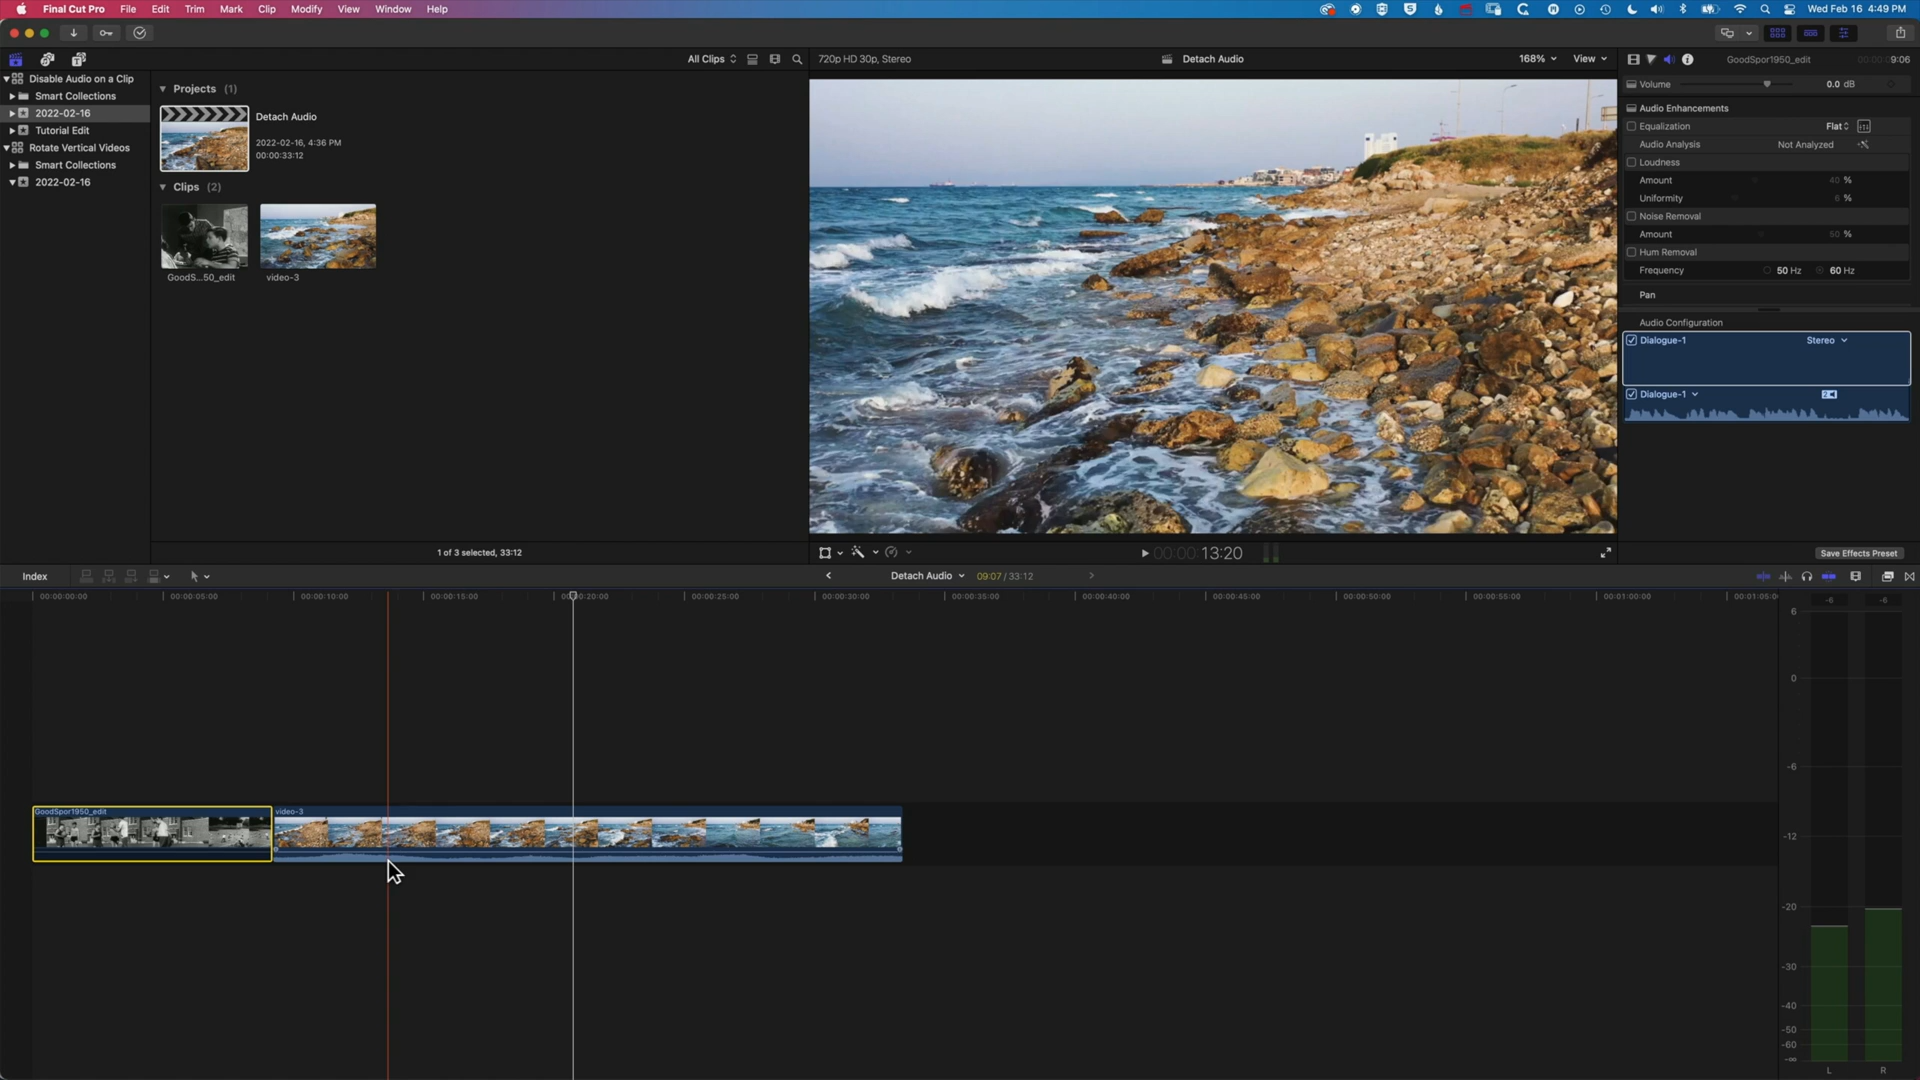 Final Cut Pro File Edit Trim Mark Clip Modify View Window Help
Wed Feb 16 4:49 PM
All Clips
720p HD 30p, Stereo
Detach Audio
168%
View
GoodSpor1950_edit
9:06
Disable Audio on a Clip
Smart Collections
2022-02-16
Tutorial Edit
Rotate Vertical Videos
Smart Collections
2022-02-16
Projects (1)
Detach Audio
2022-02-16, 4:36 PM
00:00:33:12
Clips (2)
GoodS...50_edit
video-3
1 of 3 selected, 33:12
00:00:13:20
Volume 0.0 dB
Audio Enhancements
Equalization Flat
Audio Analysis Not Analyzed
Loudness
Amount 40 %
Uniformity 6 %
Noise Removal
Amount 50 %
Hum Removal
Frequency 50 Hz 60 Hz
Pan
Audio Configuration
Dialogue-1 Stereo
Dialogue-1
Save Effects Preset
Index
Detach Audio 09:07 / 33:12
00:00:00:00 00:00:05:00 00:00:10:00 00:00:15:00 00:00:20:00 00:00:25:00 00:00:30:00 00:00:35:00 00:00:40:00 00:00:45:00 00:00:50:00 00:00:55:00 00:01:00:00 00:01:05:00
GoodSpor1950_edit
video-3
-6 -6
6
0
-6
-12
-20
-30
-40
-50
-60
-∞
L R